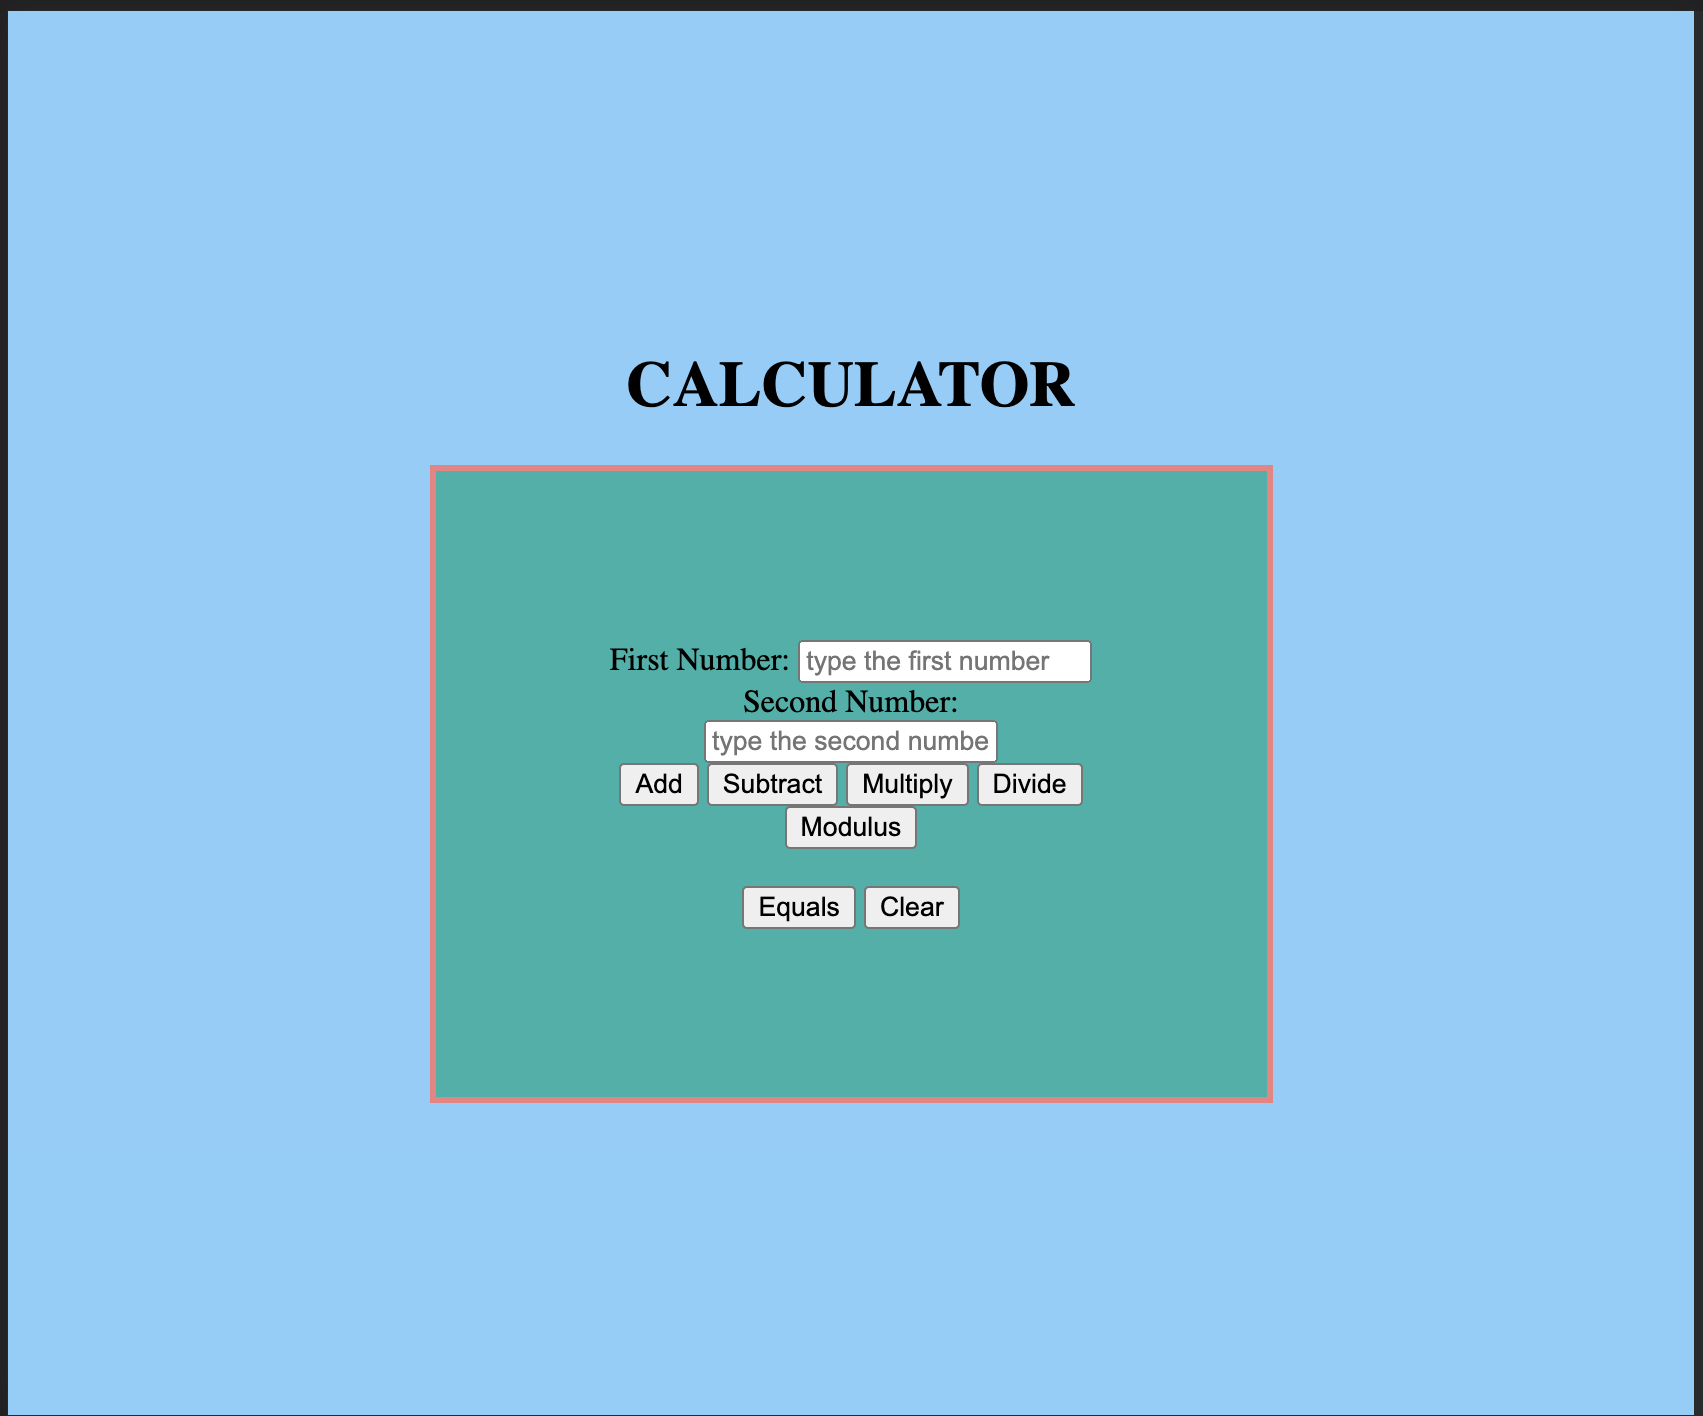 CALCULATOR
First Number: type the first number
Second Number:
type the second numbe
Add Subtract Multiply Divide
Modulus
Equals Clear